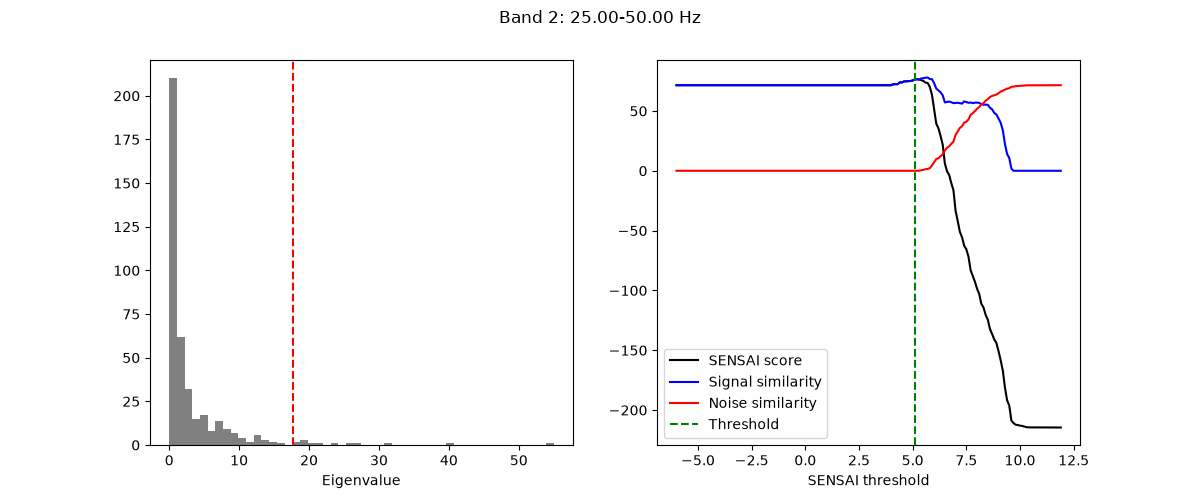 Band 2: 25.00-50.00 Hz
200
175
150
125
100
75
50
25
0
0 10 20 30 40 50
Eigenvalue
50
0
−50
−100
−150
−200
SENSAI score
Signal similarity
Noise similarity
Threshold
−5.0 −2.5 0.0 2.5 5.0 7.5 10.0 12.5
SENSAI threshold